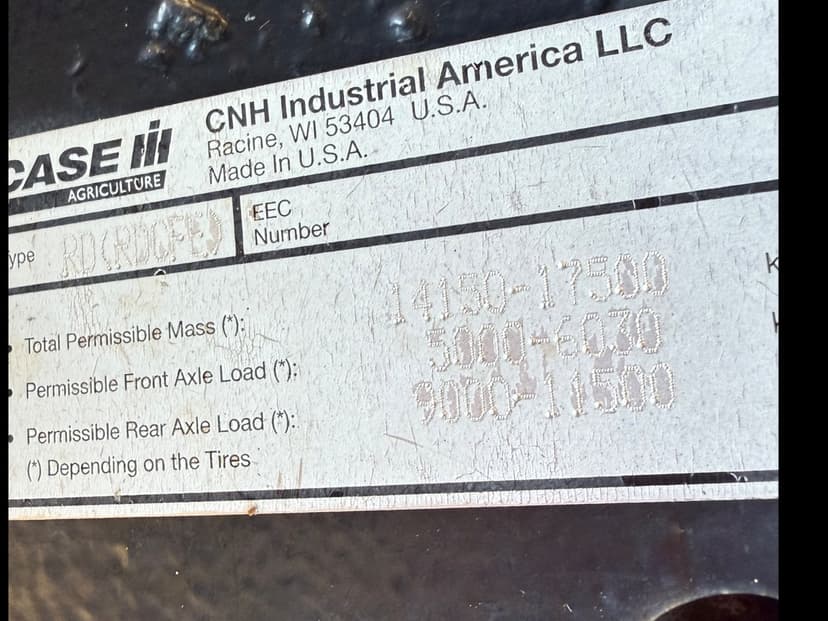 CASE IH
AGRICULTURE
CNH Industrial America LLC
Racine, WI 53404 U.S.A.
Made In U.S.A.
ype
EEC
Number
• Total Permissible Mass (*): 14150-17500 k
• Permissible Front Axle Load (*): 5000-6030
• Permissible Rear Axle Load (*): 9000-11500
(*) Depending on the Tires